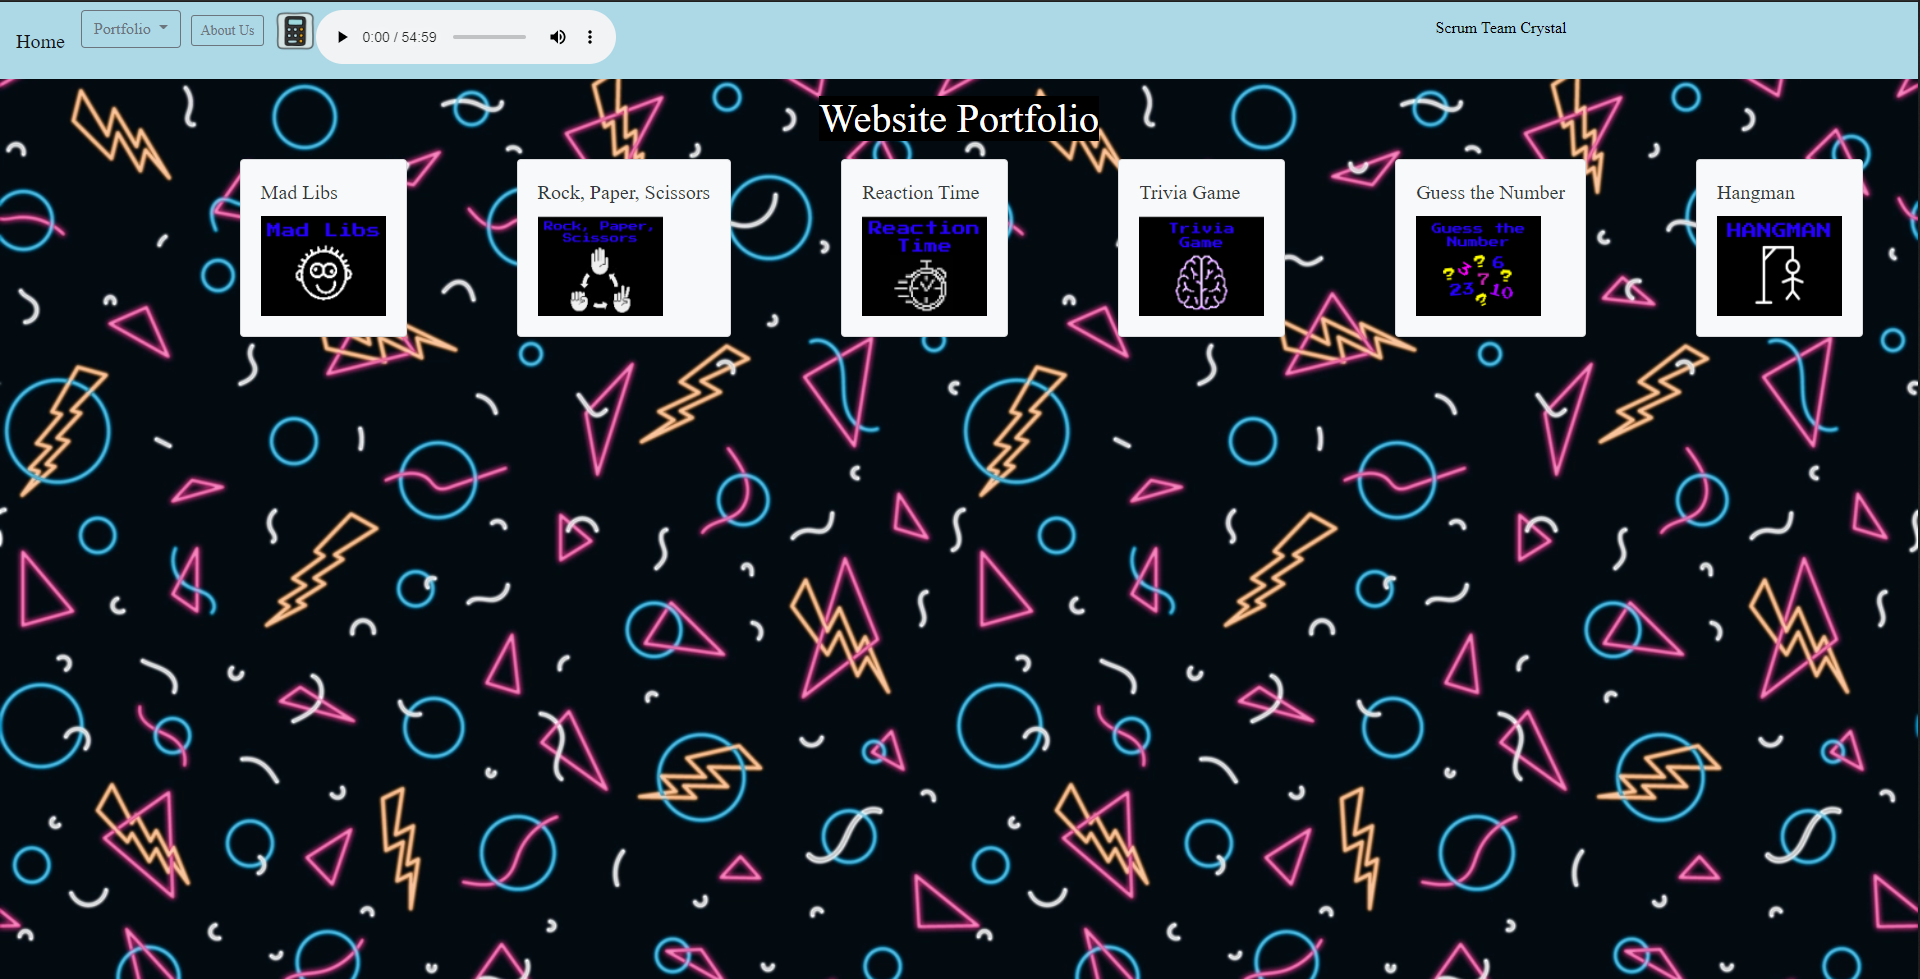 Home
Portfolio
About Us
0:00 / 54:59
Scrum Team Crystal
Website Portfolio
Mad Libs
Mad Libs
Rock, Paper, Scissors
Rock, Paper,
Scissors
Reaction Time
Reaction
Time
Trivia Game
Trivia
Game
Guess the Number
Guess the
Number
? 3 ? 6 ?
7
23 ? 10
Hangman
HANGMAN